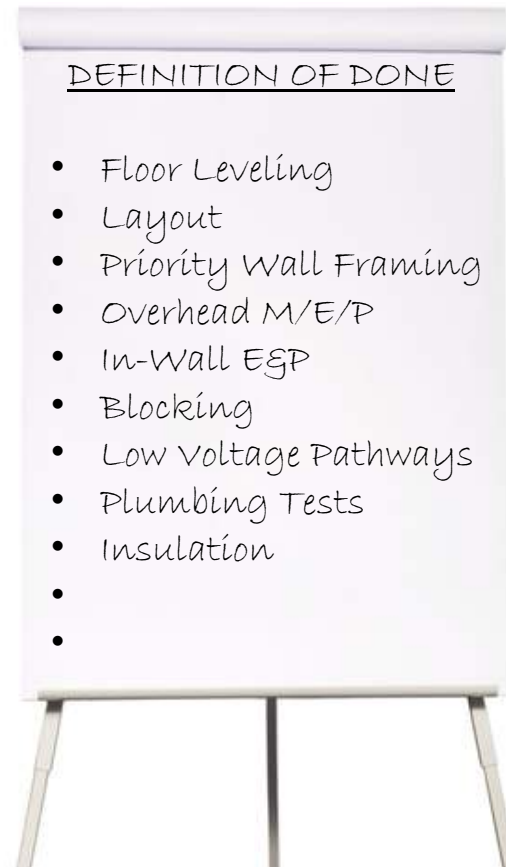 DEFINITION OF DONE
• Floor Leveling
• Layout
• Priority Wall Framing
• Overhead M/E/P
• In-Wall E&P
• Blocking
• Low Voltage Pathways
• Plumbing Tests
• Insulation
•
•